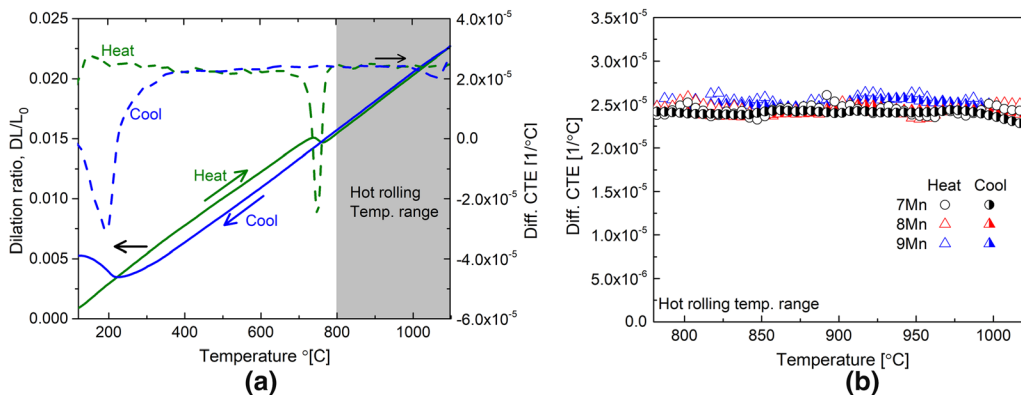 0.025
0.020
0.015
0.010
0.005
0.000
Dilation ratio, DL/L0
200
400
600
800
1000
Temperature °[C]
4.0x10-5
2.0x10-5
0.0
-2.0x10-5
-4.0x10-5
-6.0x10-5
Diff. CTE [1/°C]
Heat
Cool
Heat
Cool
Hot rolling
Temp. range
(a)
3.5x10-5
3.0x10-5
2.5x10-5
2.0x10-5
1.5x10-5
1.0x10-5
5.0x10-6
0.0
Diff. CTE [1/°C]
Heat Cool
7Mn
8Mn
9Mn
Hot rolling temp. range
800
850
900
950
1000
Temperature [°C]
(b)